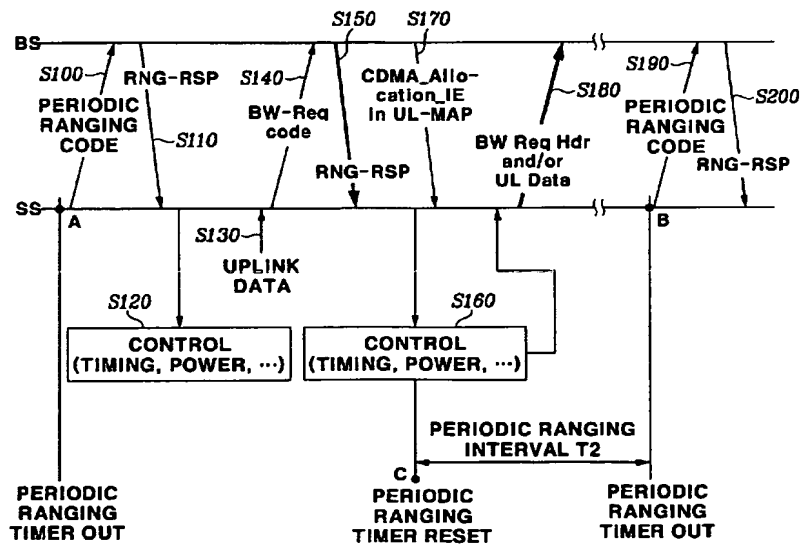 BS
S100
PERIODIC
RANGING
CODE
RNG-RSP
S110
S140
BW-Req
code
S150
RNG-RSP
S170
CDMA_Allo-
cation_IE
in UL-MAP
S180
BW Req Hdr
and/or
UL Data
S190
PERIODIC
RANGING
CODE
S200
RNG-RSP
SS
A
S130
UPLINK
DATA
B
S120
CONTROL
(TIMING, POWER, ···)
S160
CONTROL
(TIMING, POWER, ···)
PERIODIC RANGING
INTERVAL T2
C
PERIODIC
RANGING
TIMER OUT
PERIODIC
RANGING
TIMER RESET
PERIODIC
RANGING
TIMER OUT